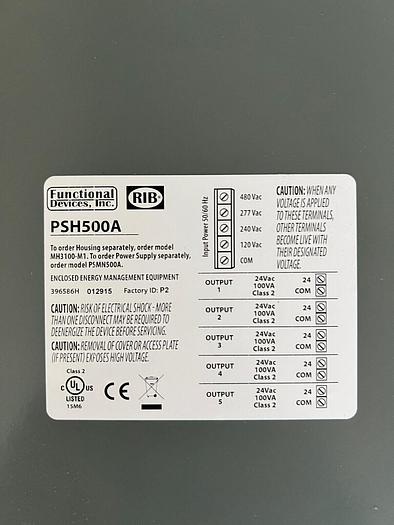 Functional
Devices, Inc.
RIB
PSH500A
To order Housing separately, order model
MH3100-M1. To order Power Supply separately,
order model PSMN500A.
ENCLOSED ENERGY MANAGEMENT EQUIPMENT
396586H 012915 Factory ID: P2
CAUTION: RISK OF ELECTRICAL SHOCK - MORE
THAN ONE DISCONNECT MAY BE REQUIRED TO
DEENERGIZE THE DEVICE BEFORE SERVICING.
CAUTION: REMOVAL OF COVER OR ACCESS PLATE
(IF PRESENT) EXPOSES HIGH VOLTAGE.
Class 2
C UL US
LISTED
15M6
CE
Input Power 50/60 Hz
480 Vac
277 Vac
240 Vac
120 Vac
COM
CAUTION: WHEN ANY
VOLTAGE IS APPLIED
TO THESE TERMINALS,
OTHER TERMINALS
BECOME LIVE WITH
THEIR DESIGNATED
VOLTAGE.
OUTPUT
1
24Vac
100VA
Class 2
24
COM
OUTPUT
2
24Vac
100VA
Class 2
24
COM
OUTPUT
3
24Vac
100VA
Class 2
24
COM
OUTPUT
4
24Vac
100VA
Class 2
24
COM
OUTPUT
5
24Vac
100VA
Class 2
24
COM